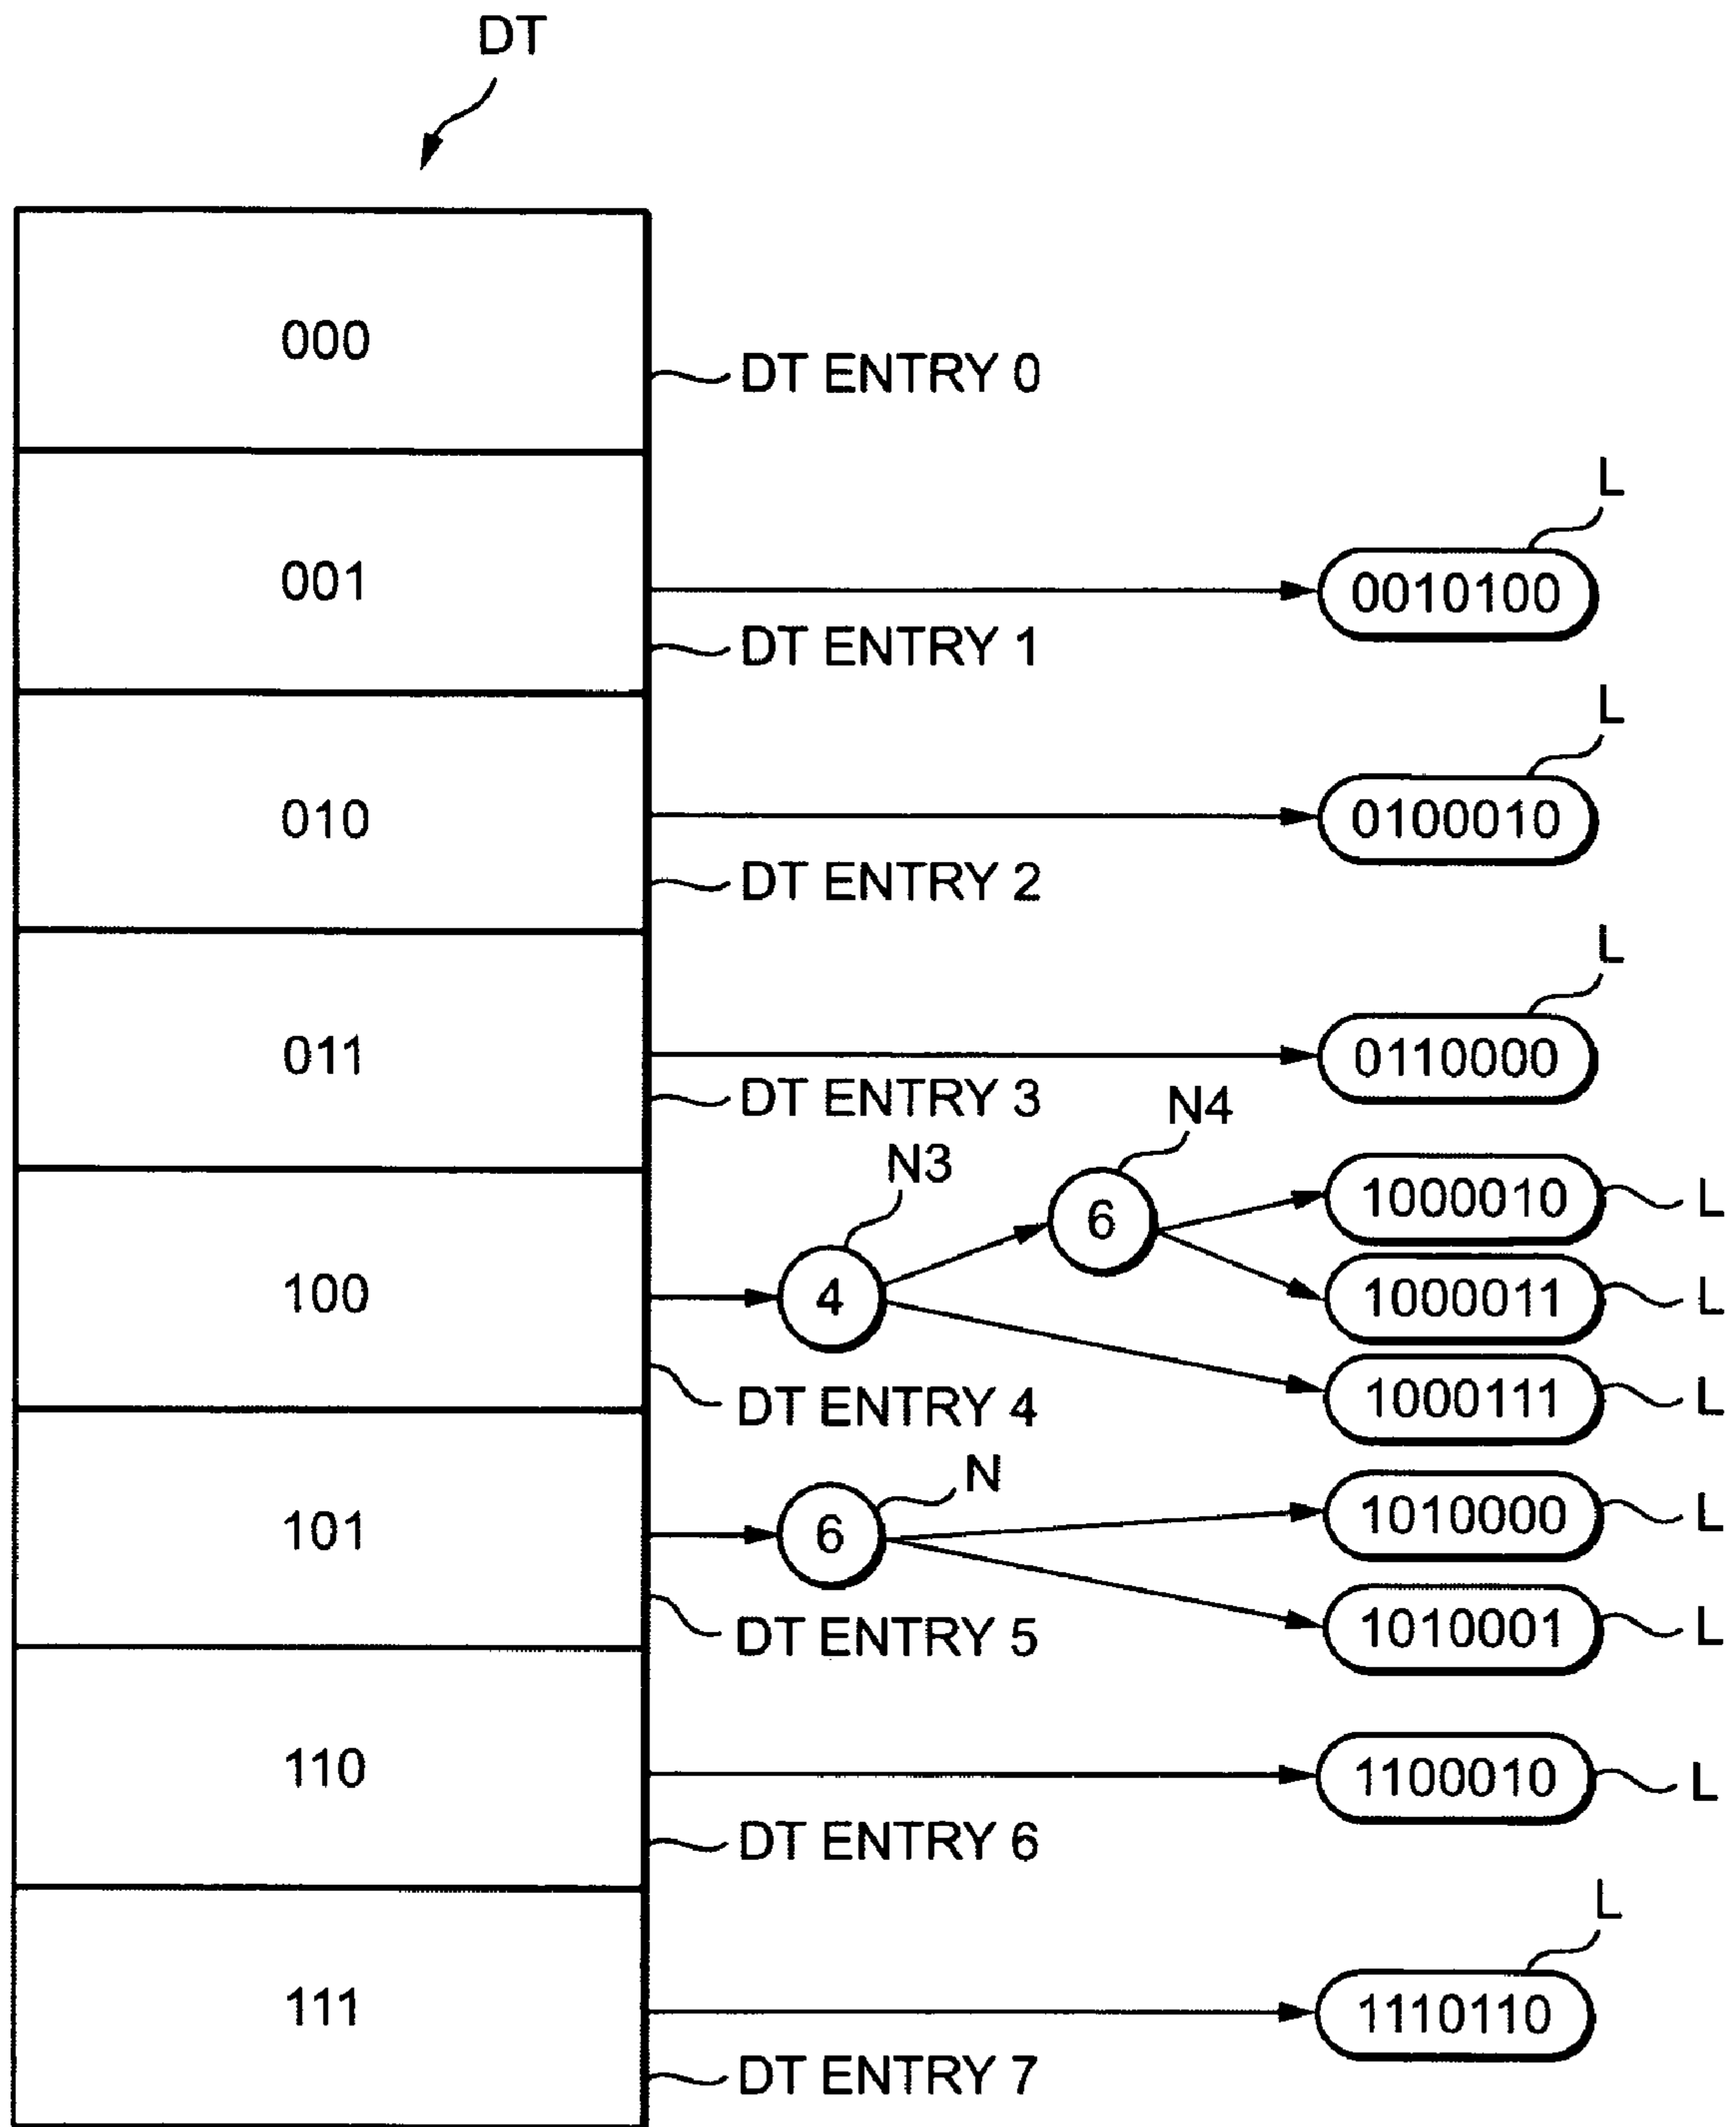 DT
000
DT ENTRY 0
001
L
0010100
DT ENTRY 1
010
L
0100010
DT ENTRY 2
011
L
0110000
DT ENTRY 3
100
N3
4
N4
6
1000010
L
1000011
L
1000111
L
DT ENTRY 4
101
N
6
1010000
L
1010001
L
DT ENTRY 5
110
1100010
L
DT ENTRY 6
111
L
1110110
DT ENTRY 7